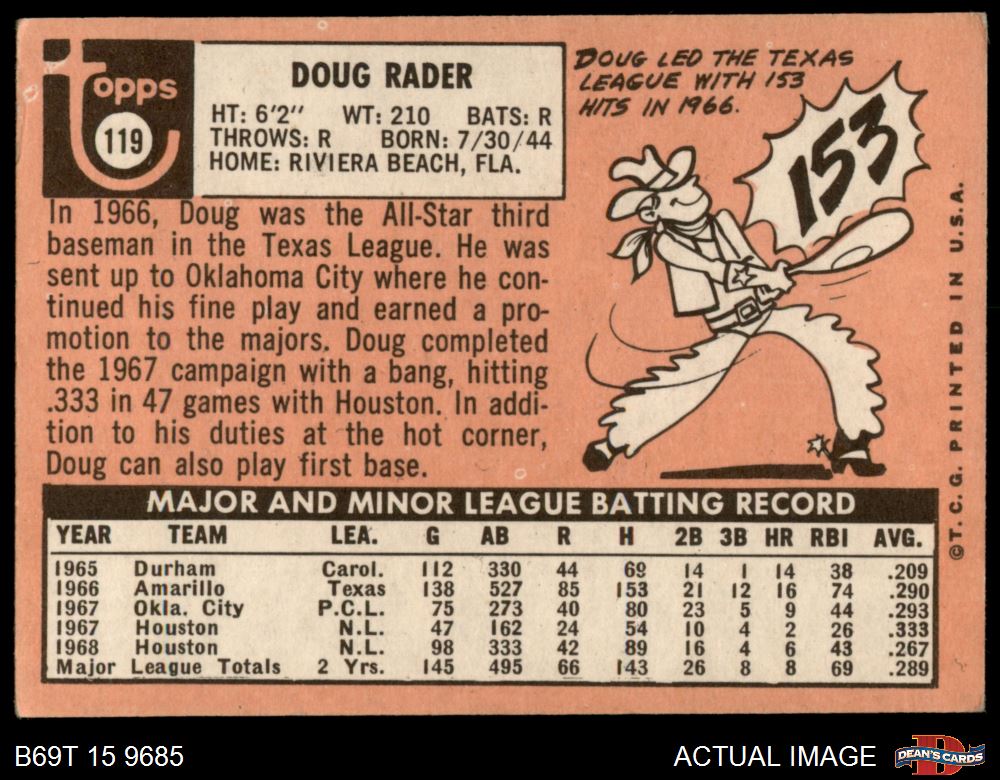 Topps
119
DOUG RADER
HT: 6'2" WT: 210 BATS: R
THROWS: R BORN: 7/30/44
HOME: RIVIERA BEACH, FLA.
DOUG LED THE TEXAS
LEAGUE WITH 153
HITS IN 1966.
153
In 1966, Doug was the All-Star third
baseman in the Texas League. He was
sent up to Oklahoma City where he con-
tinued his fine play and earned a pro-
motion to the majors. Doug completed
the 1967 campaign with a bang, hitting
.333 in 47 games with Houston. In addi-
tion to his duties at the hot corner,
Doug can also play first base.
MAJOR AND MINOR LEAGUE BATTING RECORD
YEAR TEAM LEA. G AB R H 2B 3B HR RBI AVG.
1965 Durham Carol. 112 330 44 69 14 1 14 38 .209
1966 Amarillo Texas 138 527 85 153 21 12 16 74 .290
1967 Okla. City P.C.L. 75 273 40 80 23 5 9 44 .293
1967 Houston N.L. 47 162 24 54 10 4 2 26 .333
1968 Houston N.L. 98 333 42 89 16 4 6 43 .267
Major League Totals 2 Yrs. 145 495 66 143 26 8 8 69 .289
©T.C.G. PRINTED IN U.S.A.
B69T 15 9685
ACTUAL IMAGE
D
DEAN'S CARDS